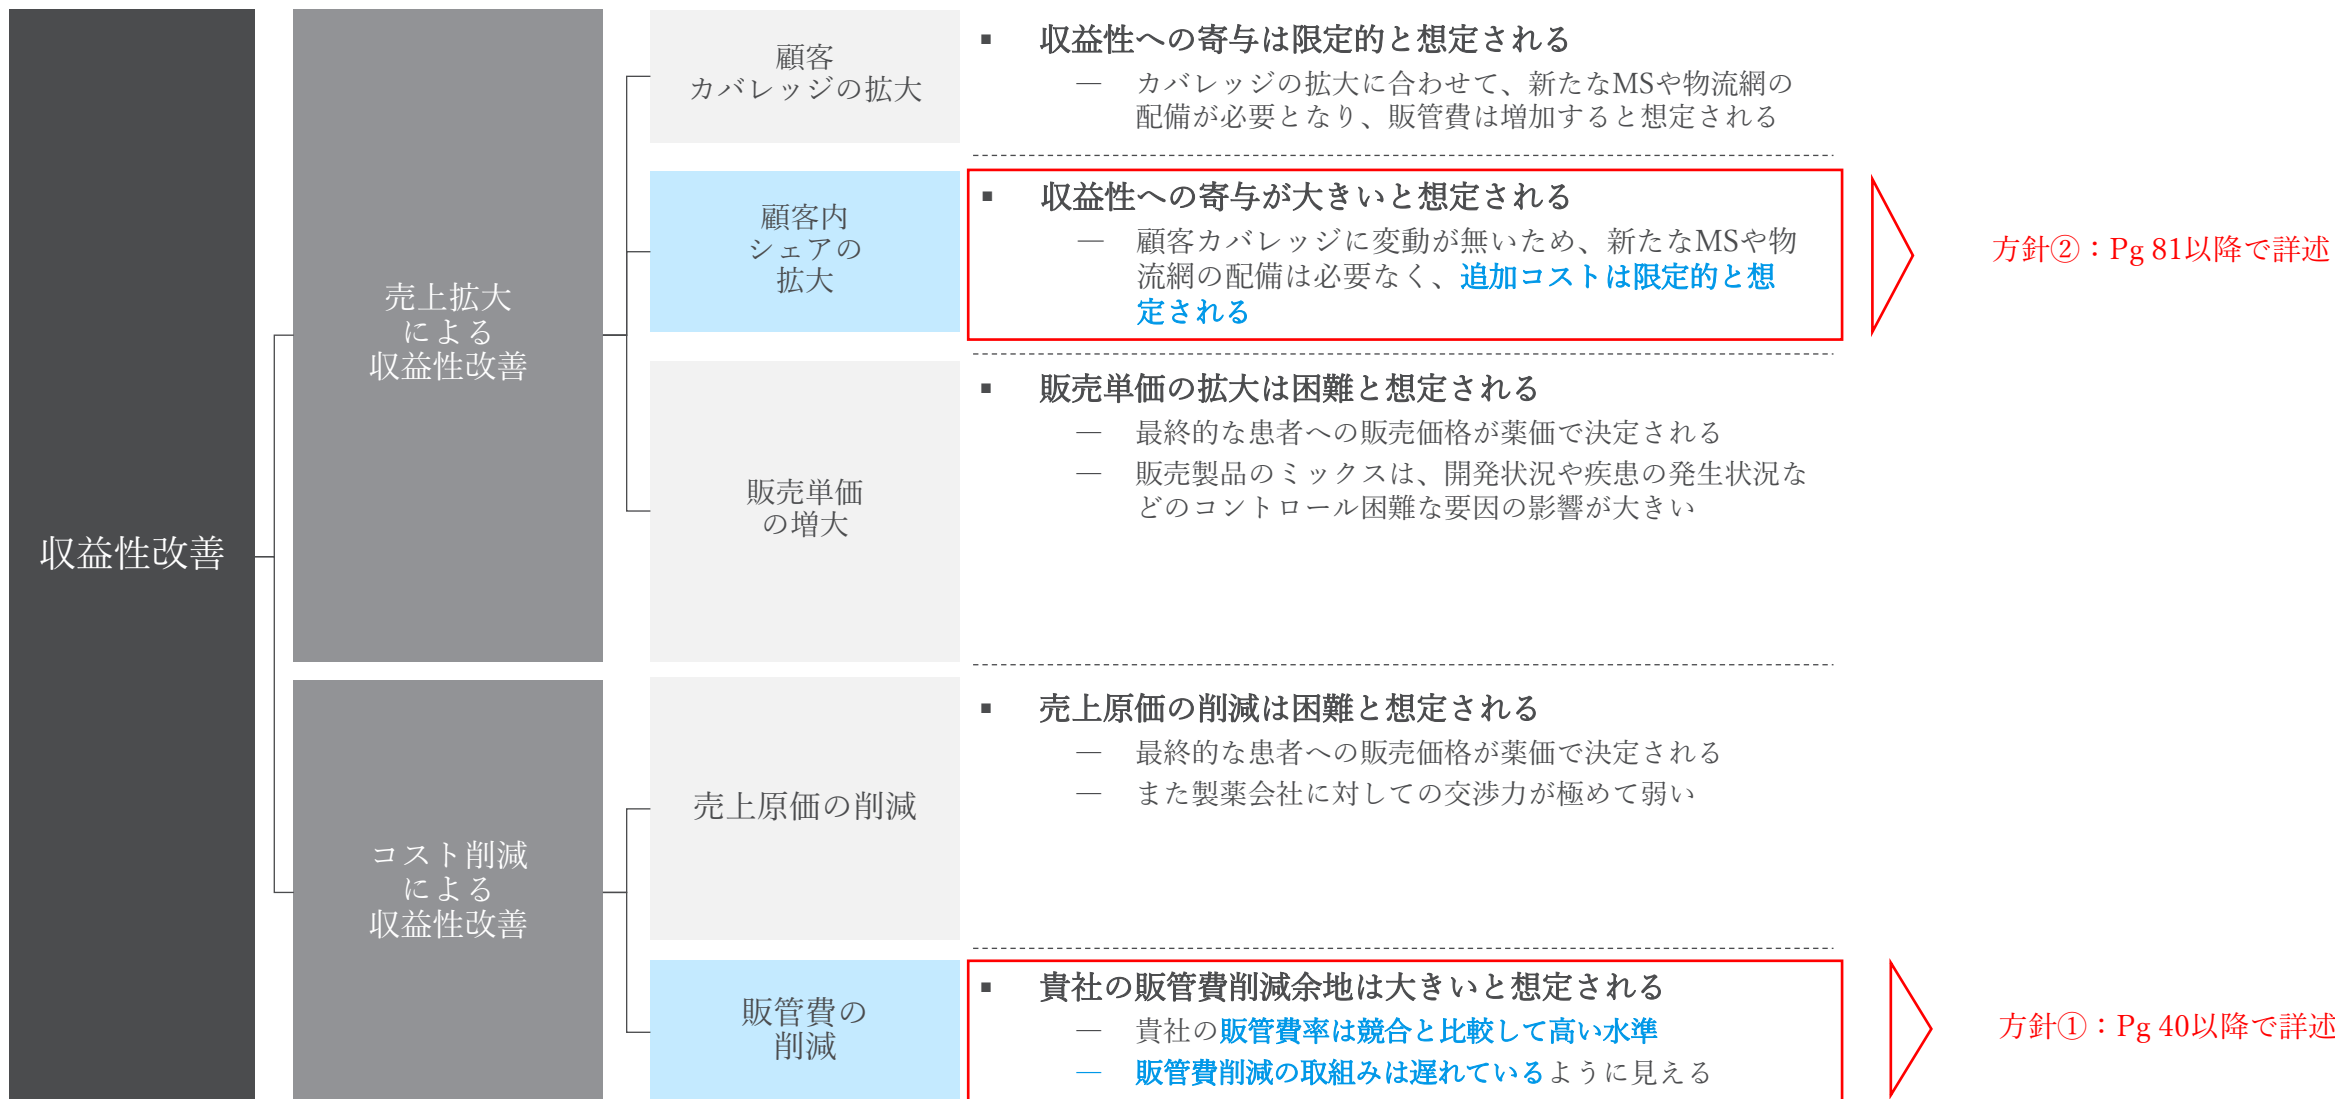 収益性改善
売上拡大
による
収益性改善
顧客
カバレッジの拡大
▪ 収益性への寄与は限定的と想定される
― カバレッジの拡大に合わせて、新たなMSや物流網の
配備が必要となり、販管費は増加すると想定される
顧客内
シェアの
拡大
▪ 収益性への寄与が大きいと想定される
― 顧客カバレッジに変動が無いため、新たなMSや物
流網の配備は必要なく、追加コストは限定的と想
定される
方針②：Pg 81以降で詳述
販売単価
の増大
▪ 販売単価の拡大は困難と想定される
― 最終的な患者への販売価格が薬価で決定される
― 販売製品のミックスは、開発状況や疾患の発生状況な
どのコントロール困難な要因の影響が大きい
コスト削減
による
収益性改善
売上原価の削減
▪ 売上原価の削減は困難と想定される
― 最終的な患者への販売価格が薬価で決定される
― また製薬会社に対しての交渉力が極めて弱い
販管費の
削減
▪ 貴社の販管費削減余地は大きいと想定される
― 貴社の販管費率は競合と比較して高い水準
― 販管費削減の取組みは遅れているように見える
方針①：Pg 40以降で詳述